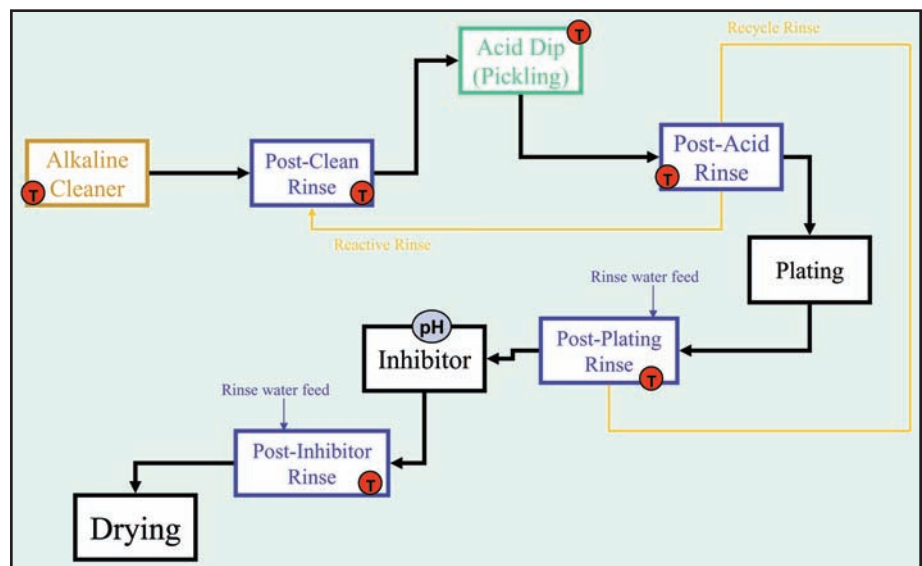 Recycle Rinse
T
Acid Dip
(Pickling)
Alkaline
Cleaner
T
Post-Clean
Rinse
T
Post-Acid
Rinse
T
Reactive Rinse
Plating
Rinse water feed
Post-Plating
Rinse
T
pH
Inhibitor
Rinse water feed
Post-Inhibitor
Rinse
T
Drying